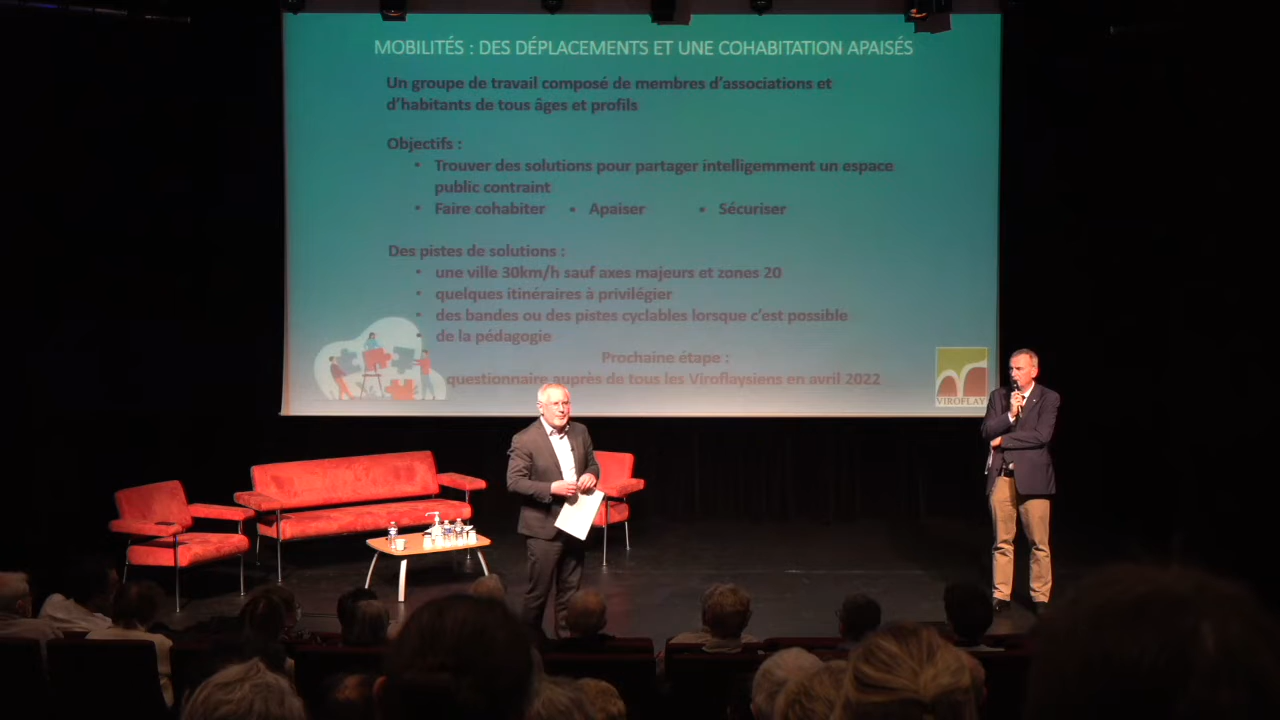 MOBILITÉS : DES DÉPLACEMENTS ET UNE COHABITATION APAISÉS
Un groupe de travail composé de membres d'associations et
d'habitants de tous âges et profils
Objectifs :
• Trouver des solutions pour partager intelligemment un espace
public contraint
• Faire cohabiter • Apaiser • Sécuriser
Des pistes de solutions :
• une ville 30km/h sauf axes majeurs et zones 20
• quelques itinéraires à privilégier
• des bandes ou des pistes cyclables lorsque c'est possible
• de la pédagogie
Prochaine étape :
questionnaire auprès de tous les Viroflaysiens en avril 2022
VIROFLAY